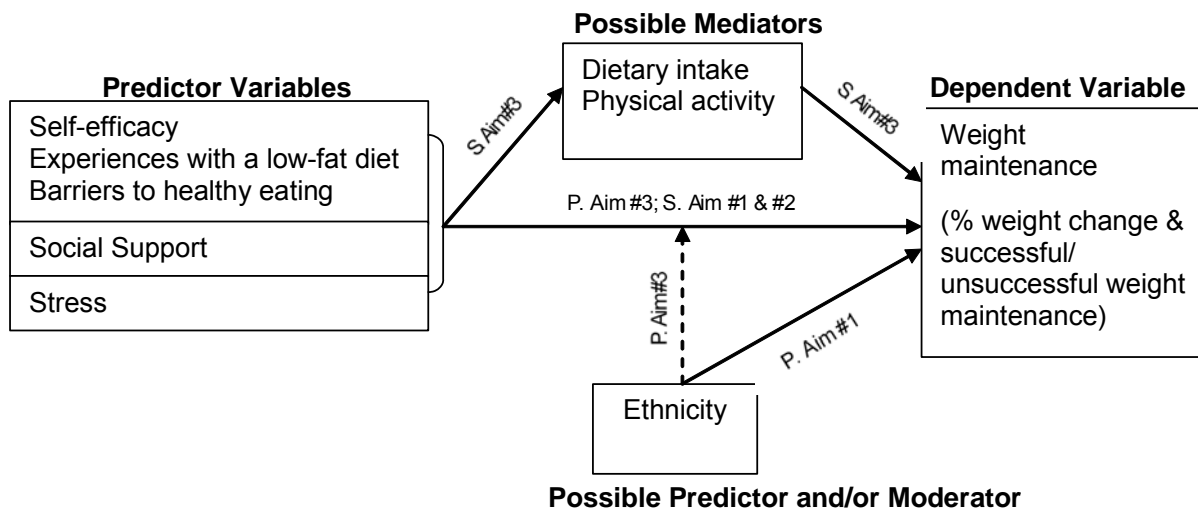 Possible Mediators
Dietary intake
Physical activity
Predictor Variables
Self-efficacy
Experiences with a low-fat diet
Barriers to healthy eating
Social Support
Stress
S Aim#3
S Aim#3
P. Aim #3; S. Aim #1 & #2
P. Aim#3
P. Aim #1
Dependent Variable
Weight
maintenance
(% weight change &
successful/
unsuccessful weight
maintenance)
Ethnicity
Possible Predictor and/or Moderator